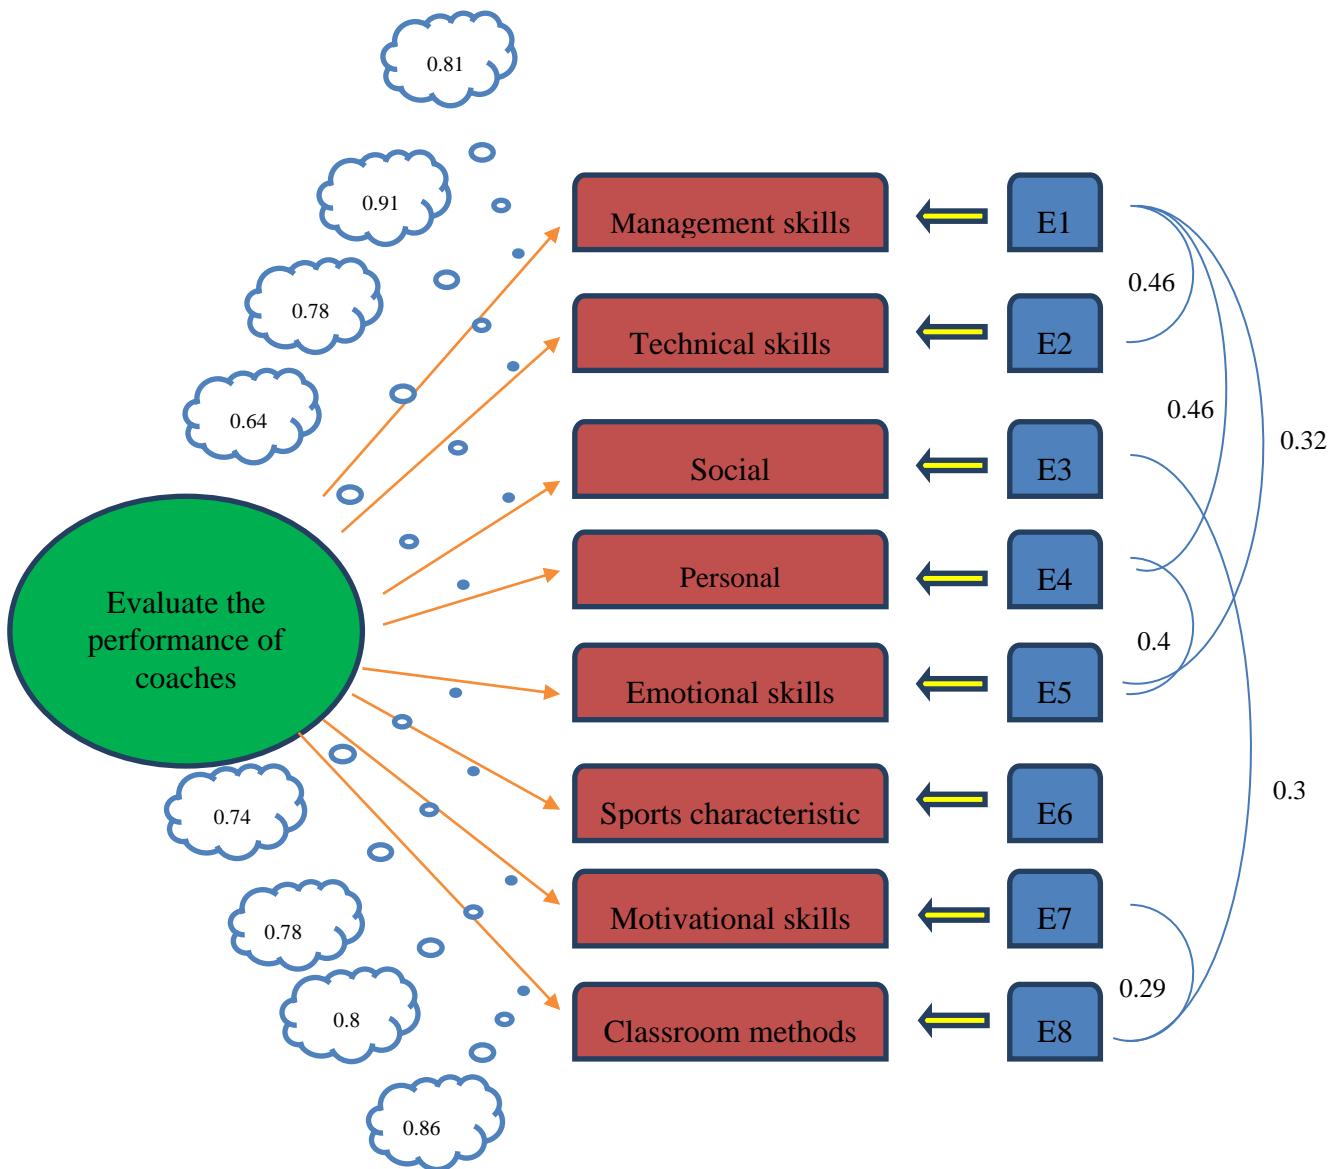 0.81
0.91
0.78
0.64
Evaluate the
performance of
coaches
0.74
0.78
0.8
0.86
Management skills
Technical skills
Social
Personal
Emotional skills
Sports characteristic
Motivational skills
Classroom methods
E1
E2
E3
E4
E5
E6
E7
E8
0.46
0.46
0.32
0.4
0.3
0.29